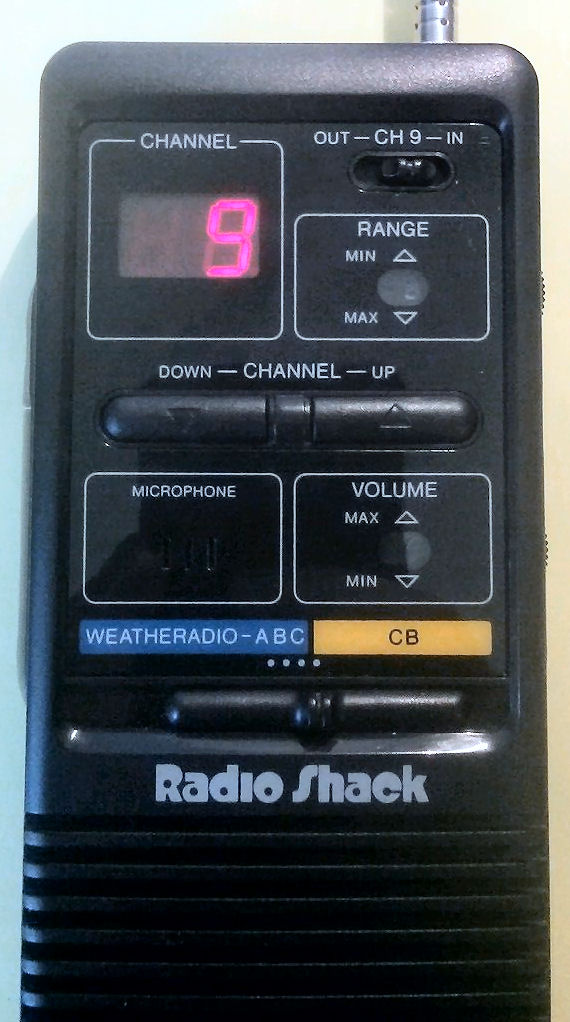 CHANNEL
OUT — CH 9 — IN
9
RANGE
MIN
MAX
DOWN — CHANNEL — UP
MICROPHONE
VOLUME
MAX
MIN
WEATHERADIO-ABC
CB
Radio Shack